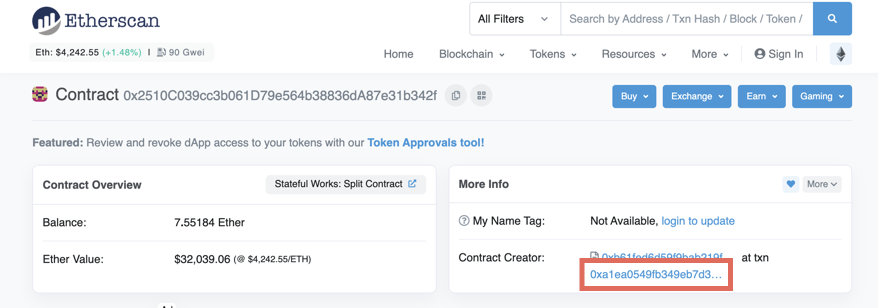 Etherscan
All Filters
Search by Address / Txn Hash / Block / Token /
Eth: $4,242.55 (+1.48%) | 90 Gwei
Home Blockchain Tokens Resources More Sign In
Contract 0x2510C039cc3b061D79e564b38836dA87e31b342f
Buy Exchange Earn Gaming
Featured: Review and revoke dApp access to your tokens with our Token Approvals tool!
Contract Overview
Stateful Works: Split Contract
Balance:
7.55184 Ether
Ether Value:
$32,039.06 (@ $4,242.55/ETH)
More Info
More
My Name Tag:
Not Available, login to update
Contract Creator:
0xb61fed6d59f9bab219f at txn
0xa1ea0549fb349eb7d3...